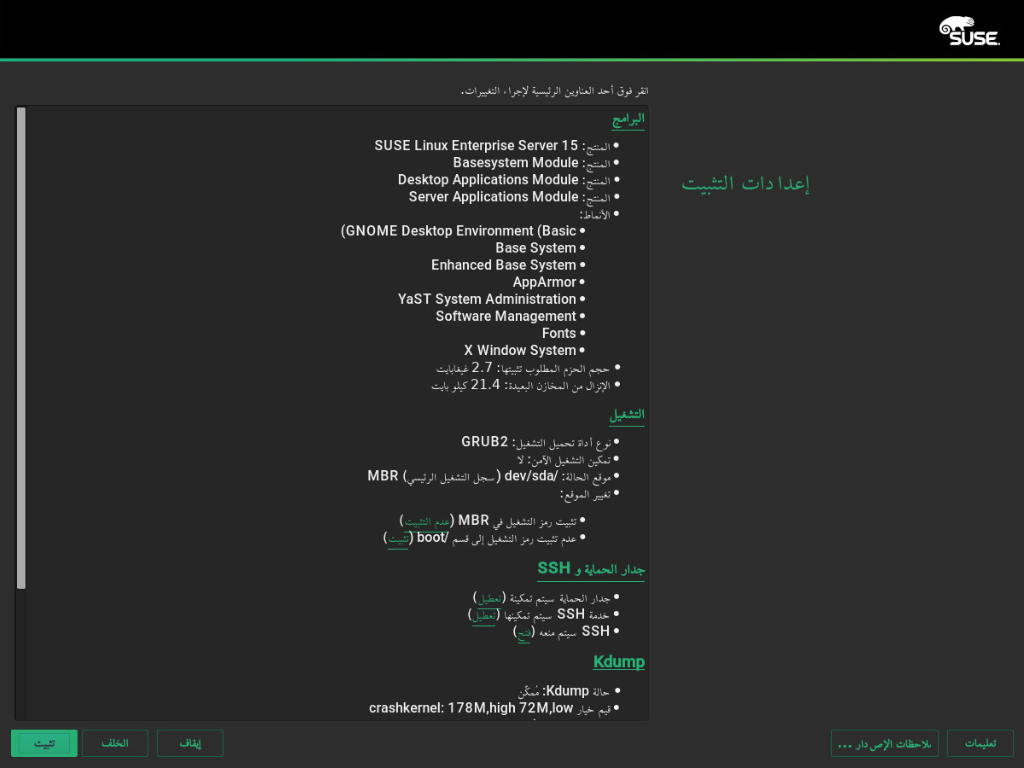 SUSE
انقر فوق أحد العناوين الرئيسية لإجراء التغييرات.
إعدادات التثبيت
البرامج
المنتج: SUSE Linux Enterprise Server 15
المنتج: Basesystem Module
المنتج: Desktop Applications Module
المنتج: Server Applications Module
الأنماط:
GNOME Desktop Environment (Basic)
Base System
Enhanced Base System
AppArmor
YaST System Administration
Software Management
Fonts
X Window System
حجم الحزم المطلوب تثبيتها: 2.7 غيغابايت
الإنزال من المخازن البعيدة: 21.4 كيلو بايت
التشغيل
نوع أداة تحميل التشغيل: GRUB2
تمكين التشغيل الآمن: لا
موقع الحالة: /dev/sda (سجل التشغيل الرئيسي) MBR
تغيير الموقع:
تثبيت رمز التشغيل في MBR (عدم التثبيت)
عدم تثبيت رمز التشغيل إلى قسم /boot (تثبيت)
جدار الحماية و SSH
جدار الحماية سيتم تمكينة (تعطيل)
خدمة SSH سيتم تمكينها (تعطيل)
SSH سيتم منعه (فتح)
Kdump
حالة Kdump: مُمكّن
قيم خيار crashkernel: 178M,high 72M,low
تثبيت
الخلف
إيقاف
ملاحظات الإصدار ...
تعليمات